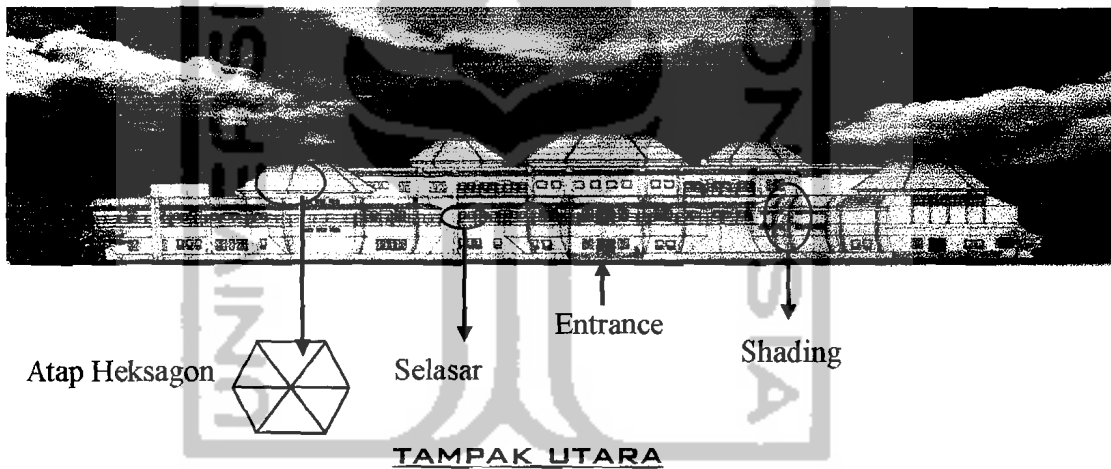 Entrance
Atap Heksagon
Selasar
Shading
TAMPAK UTARA